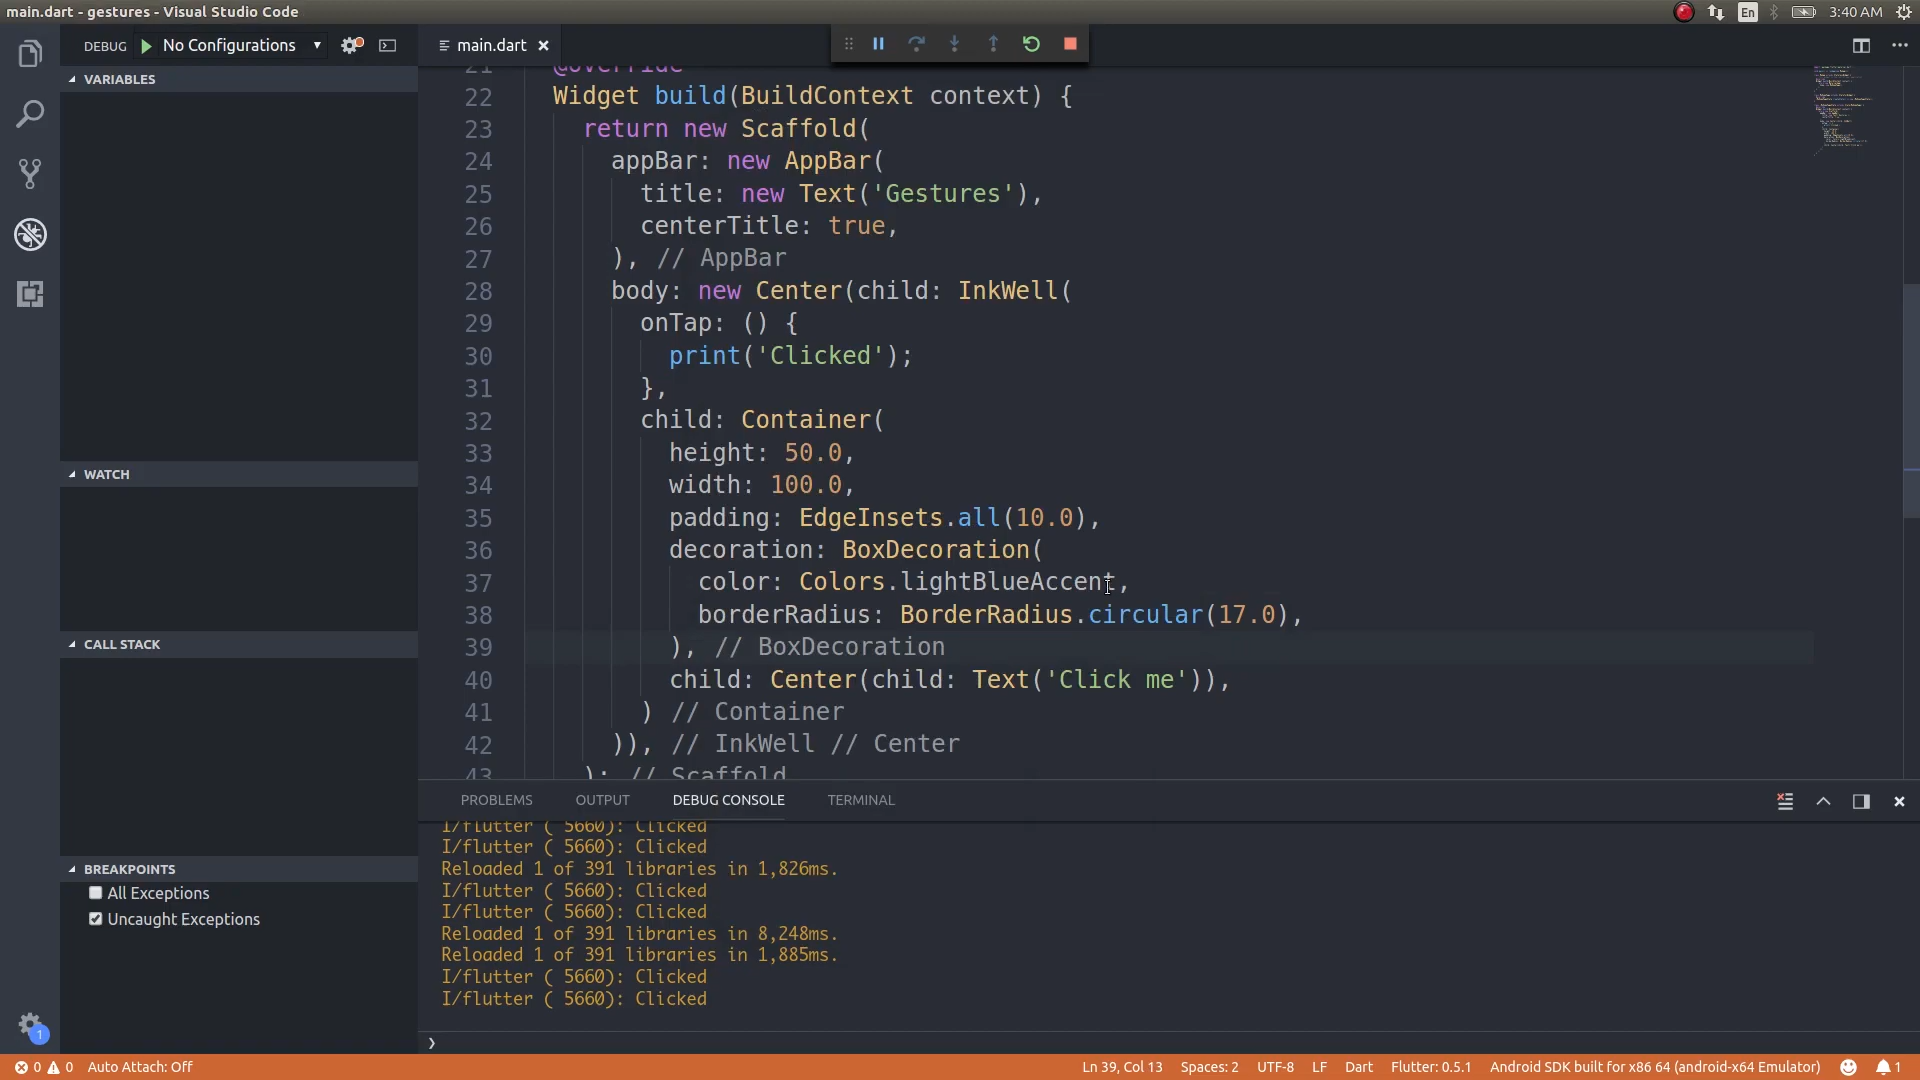 main.dart - gestures - Visual Studio Code
En
3:40 AM
DEBUG
No Configurations
main.dart
VARIABLES
WATCH
CALL STACK
BREAKPOINTS
All Exceptions
Uncaught Exceptions
1
21 @override
22 Widget build(BuildContext context) {
23 return new Scaffold(
24 appBar: new AppBar(
25 title: new Text('Gestures'),
26 centerTitle: true,
27 ), // AppBar
28 body: new Center(child: InkWell(
29 onTap: () {
30 print('Clicked');
31 },
32 child: Container(
33 height: 50.0,
34 width: 100.0,
35 padding: EdgeInsets.all(10.0),
36 decoration: BoxDecoration(
37 color: Colors.lightBlueAccent,
38 borderRadius: BorderRadius.circular(17.0),
39 ), // BoxDecoration
40 child: Center(child: Text('Click me')),
41 ) // Container
42 )), // InkWell // Center
43 ); // Scaffold
PROBLEMS OUTPUT DEBUG CONSOLE TERMINAL
I/flutter ( 5660): Clicked
I/flutter ( 5660): Clicked
Reloaded 1 of 391 libraries in 1,826ms.
I/flutter ( 5660): Clicked
I/flutter ( 5660): Clicked
Reloaded 1 of 391 libraries in 8,248ms.
Reloaded 1 of 391 libraries in 1,885ms.
I/flutter ( 5660): Clicked
I/flutter ( 5660): Clicked
0 0 Auto Attach: Off Ln 39, Col 13 Spaces: 2 UTF-8 LF Dart Flutter: 0.5.1 Android SDK built for x86 64 (android-x64 Emulator) 1